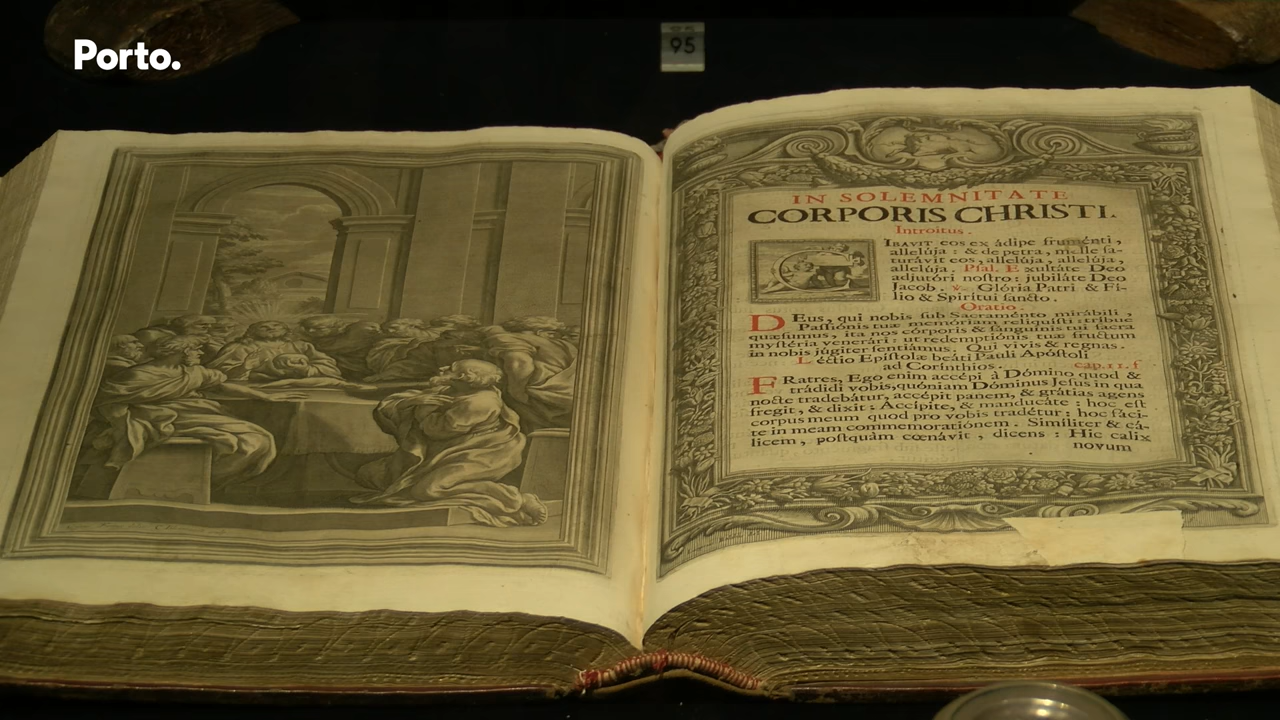 Porto.
95
IN SOLEMNITATE
CORPORIS CHRISTI.
Introitus.
CIBAVIT eos ex ádipe fruménti,
allelúja: & de petra, melle sa-
turávit eos, allelúja, allelúja,
allelúja. Psal. Exultáte Deo
adjutóri nostro: jubiláte Deo
Jacob. ℣. Glória Patri & Fí-
lio & Spirítui sancto.
Oratio.
DEus, qui nobis sub Sacraménto mirábili,
Passiónis tuæ memóriam reliquísti: tríbue
quæsumus, ita nos córporis & sánguinis tui sacra
mystéria venerári: ut redemptiónis tuæ fructum
in nobis júgiter sentiámus. Qui vivis & regnas.
Léctio Epístolæ beáti Pauli Apóstoli
ad Corínthios. cap.11.f
FRatres, Ego enim accépi à Dómino quod &
trádidi vobis, quóniam Dóminus Jesus in qua
nocte tradebátur, accépit panem, & grátias agens
fregit, & dixit: Accípite, & manducáte: hoc est
corpus meum quod pro vobis tradétur: hoc fáci-
te in meam commemoratiónem. Simíliter & cá-
licem, postquàm cœnávit, dicens: Hic calix
novum